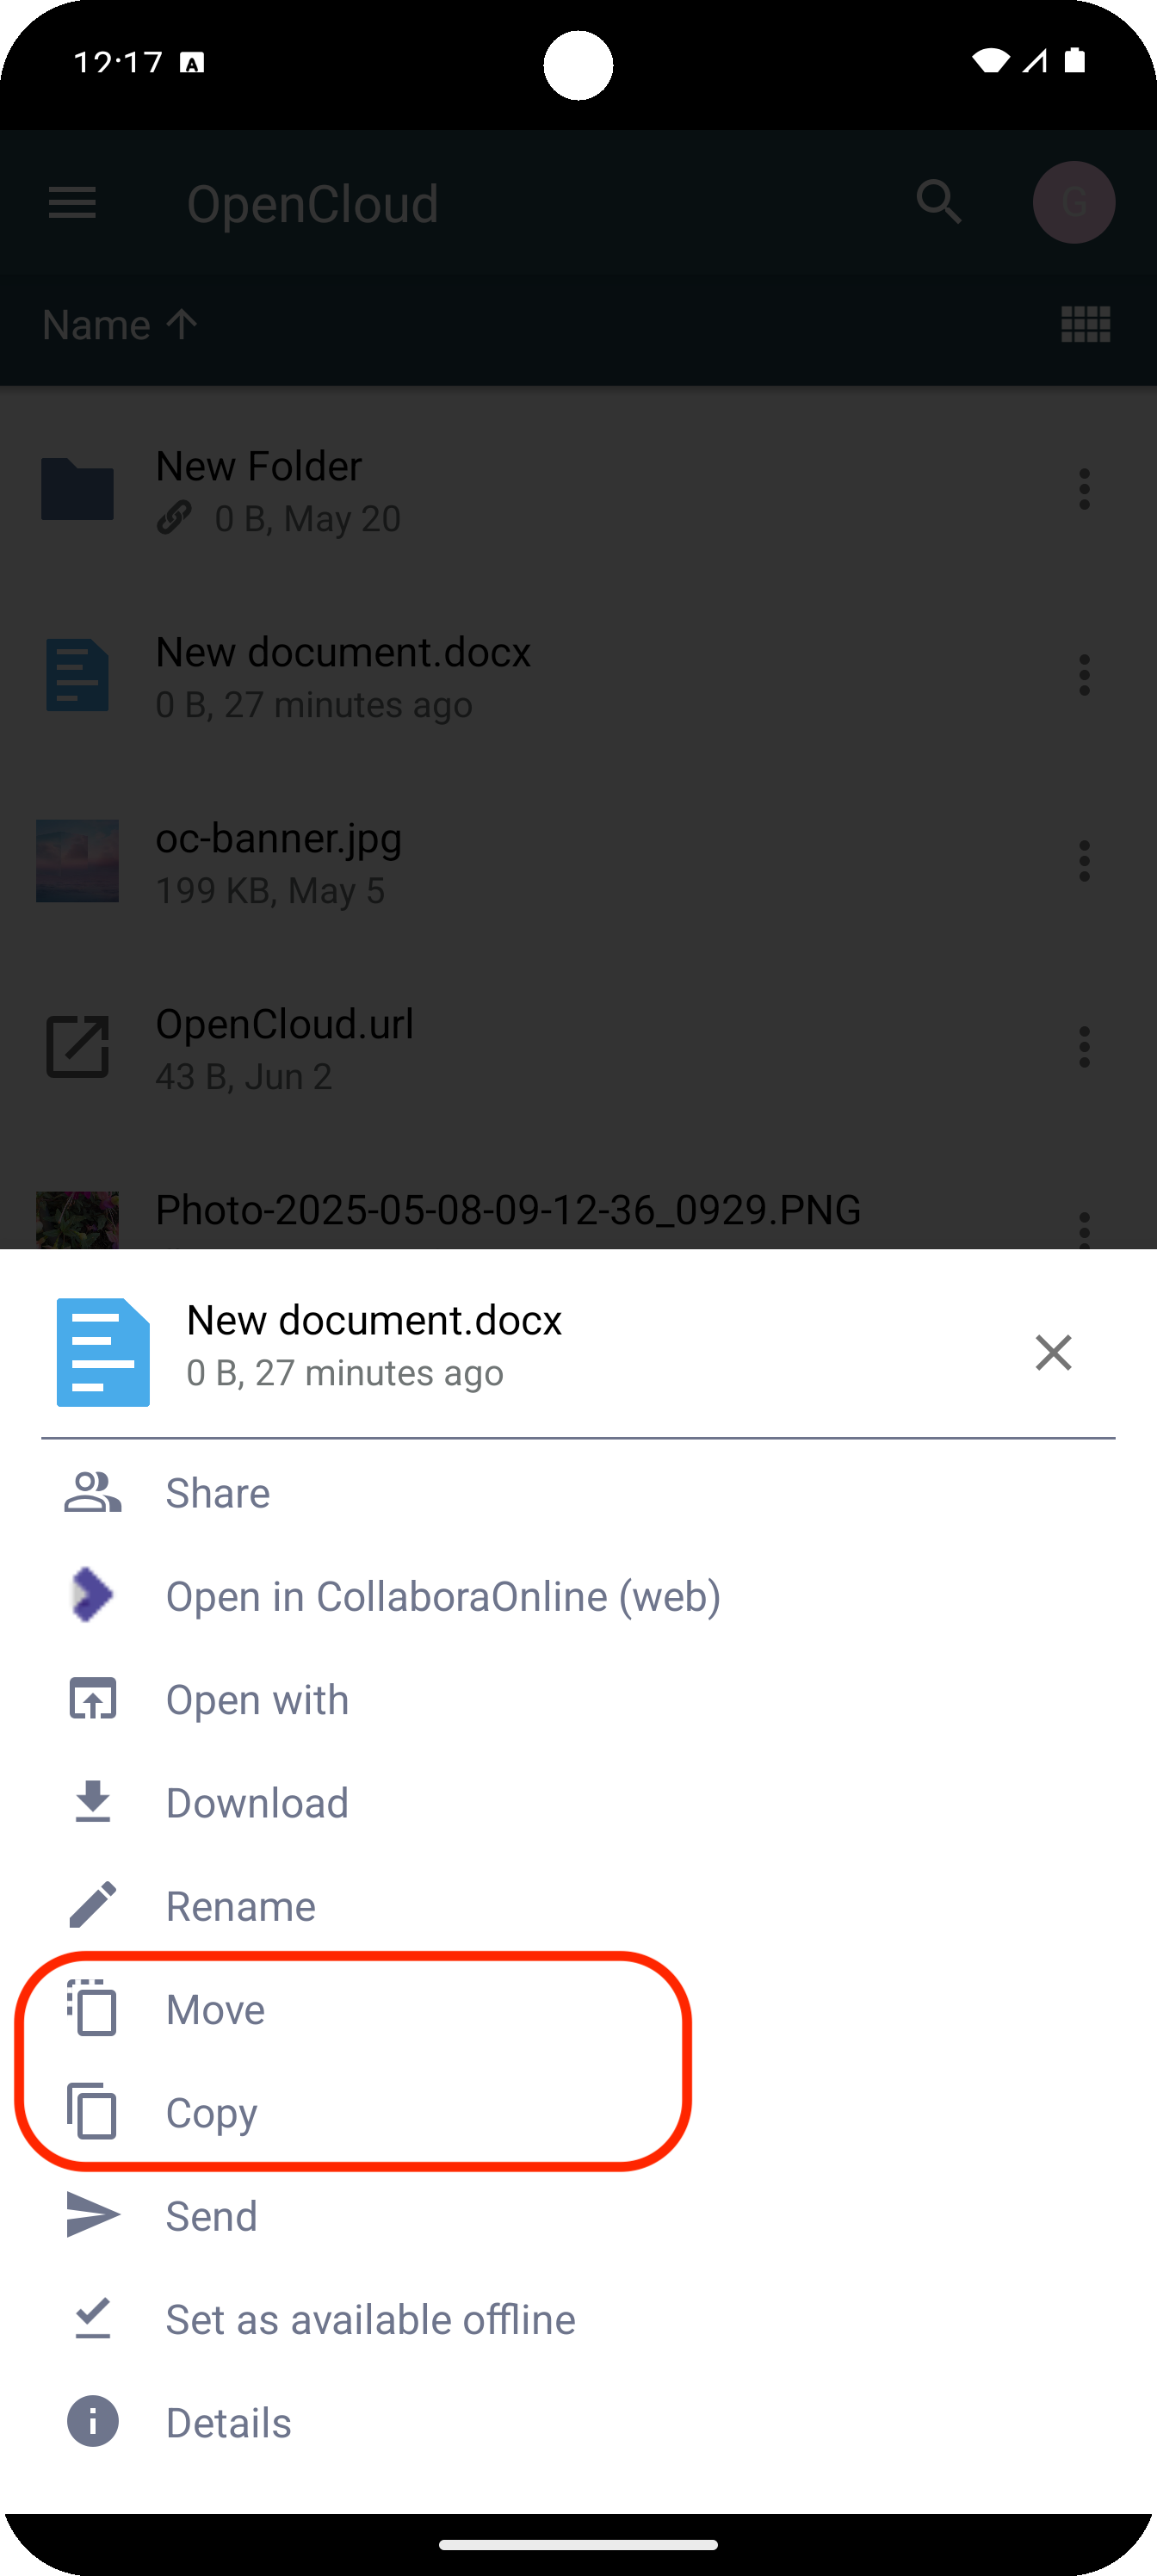 12:17 A
OpenCloud G
Name
New Folder
0 B, May 20
New document.docx
0 B, 27 minutes ago
oc-banner.jpg
199 KB, May 5
OpenCloud.url
43 B, Jun 2
Photo-2025-05-08-09-12-36_0929.PNG
New document.docx
0 B, 27 minutes ago
Share
Open in CollaboraOnline (web)
Open with
Download
Rename
Move
Copy
Send
Set as available offline
Details